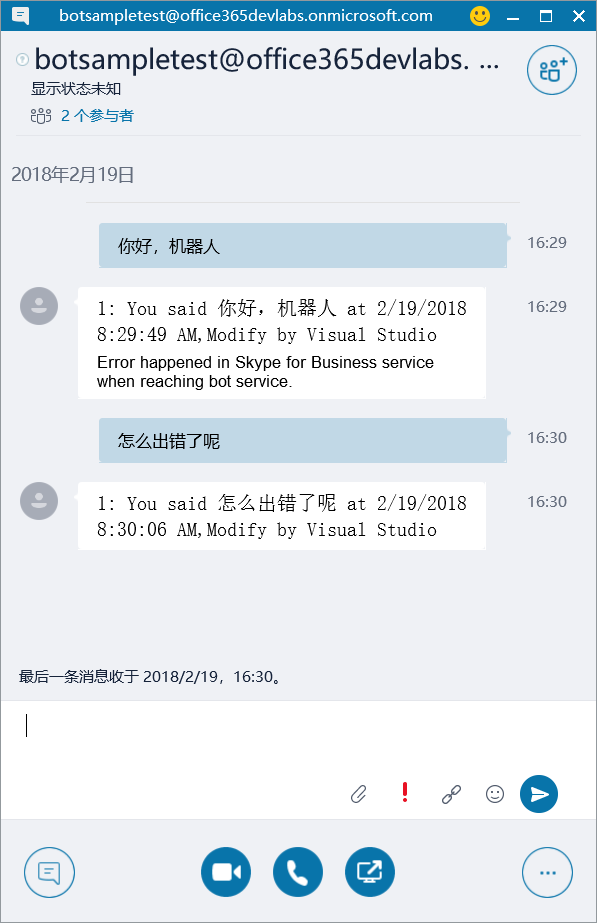 botsampletest@office365devlabs.onmicrosoft.com
botsampletest@office365devlabs. ...
显示状态未知
2 个参与者
2018年2月19日
你好，机器人
16:29
1: You said 你好，机器人 at 2/19/2018
16:29
8:29:49 AM,Modify by Visual Studio
Error happened in Skype for Business service
when reaching bot service.
怎么出错了呢
16:30
1: You said 怎么出错了呢 at 2/19/2018
16:30
8:30:06 AM,Modify by Visual Studio
最后一条消息收于 2018/2/19，16:30。